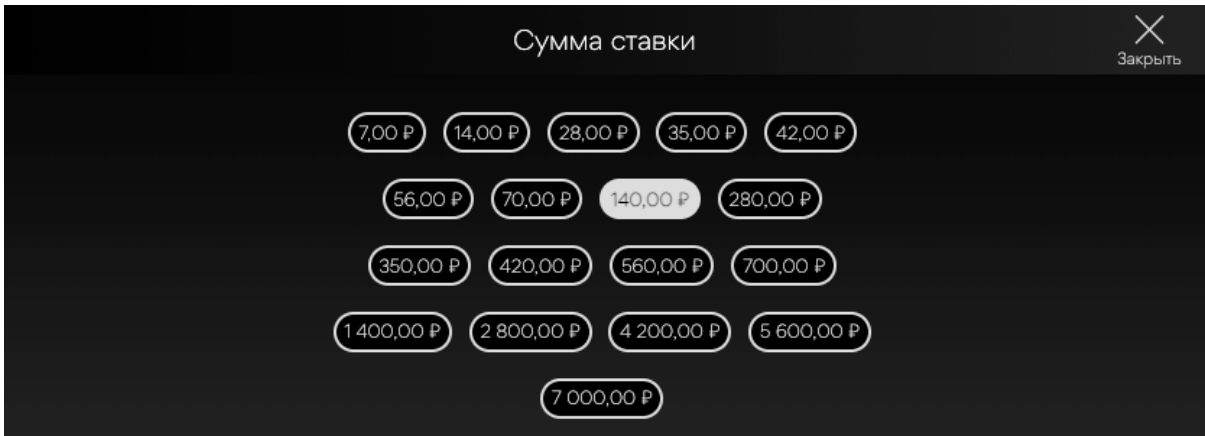 Сумма ставки
Закрыть
7,00 ₽ 14,00 ₽ 28,00 ₽ 35,00 ₽ 42,00 ₽
56,00 ₽ 70,00 ₽ 140,00 ₽ 280,00 ₽
350,00 ₽ 420,00 ₽ 560,00 ₽ 700,00 ₽
1 400,00 ₽ 2 800,00 ₽ 4 200,00 ₽ 5 600,00 ₽
7 000,00 ₽